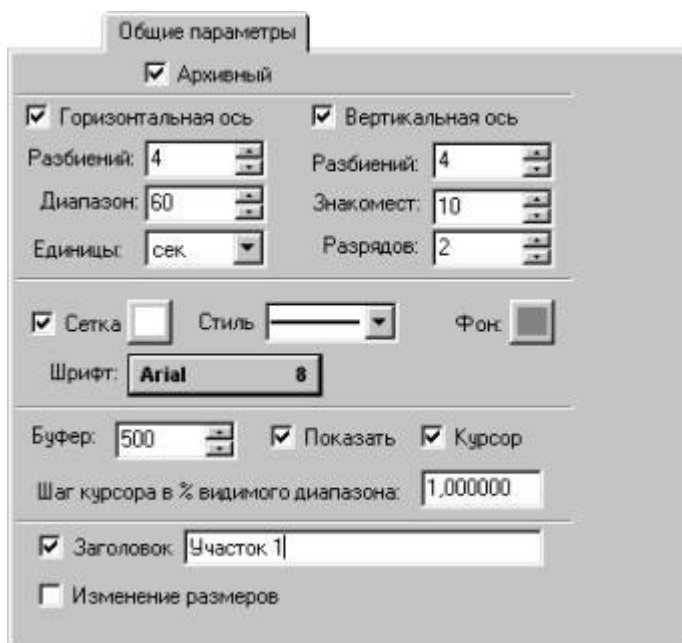 Общие параметры
Архивный
Горизонтальная ось Вертикальная ось
Разбиений: 4 Разбиений: 4
Диапазон: 60 Знакомест: 10
Единицы: сек Разрядов: 2
Сетка Стиль Фон:
Шрифт: Arial 8
Буфер: 500 Показать Курсор
Шаг курсора в % видимого диапазона: 1,000000
Заголовок Участок 1
Изменение размеров